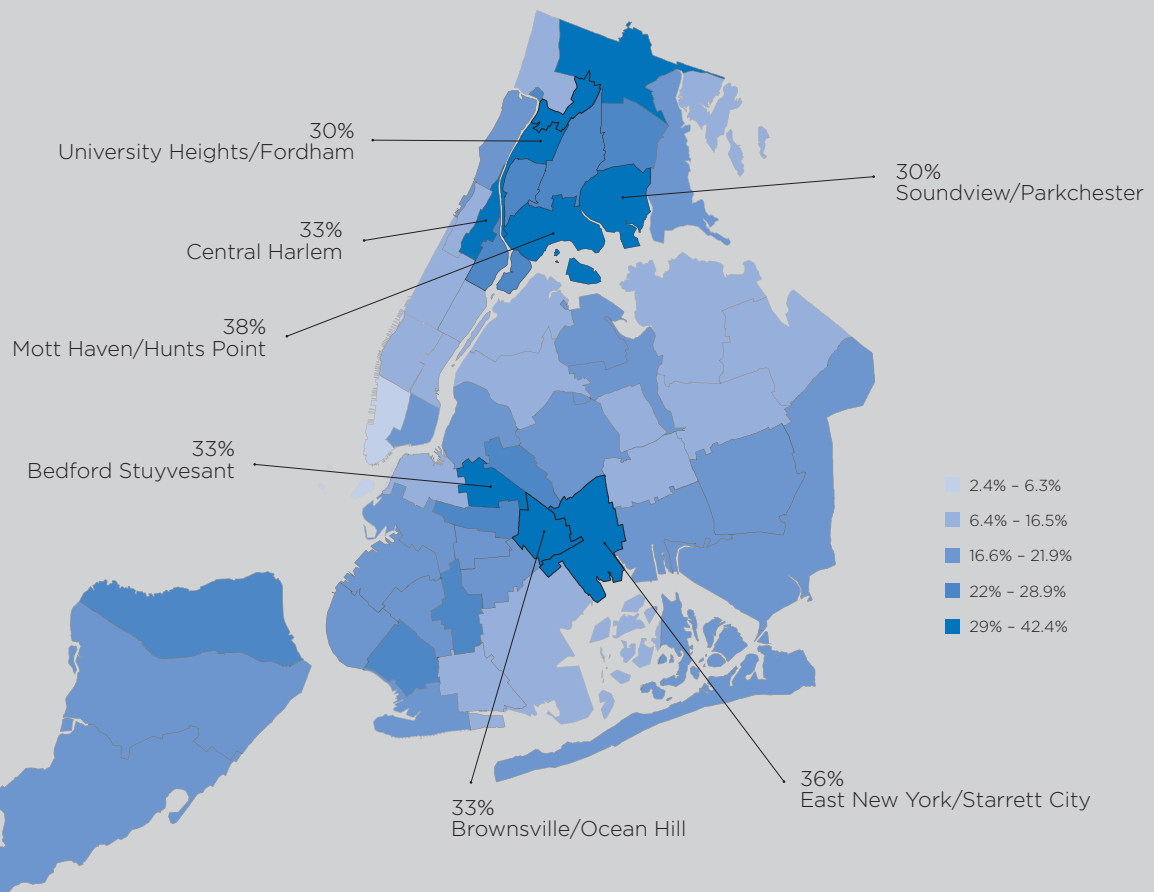 30%
University Heights/Fordham
30%
Soundview/Parkchester
33%
Central Harlem
38%
Mott Haven/Hunts Point
33%
Bedford Stuyvesant
2.4% – 6.3%
6.4% – 16.5%
16.6% – 21.9%
22% – 28.9%
29% – 42.4%
36%
East New York/Starrett City
33%
Brownsville/Ocean Hill